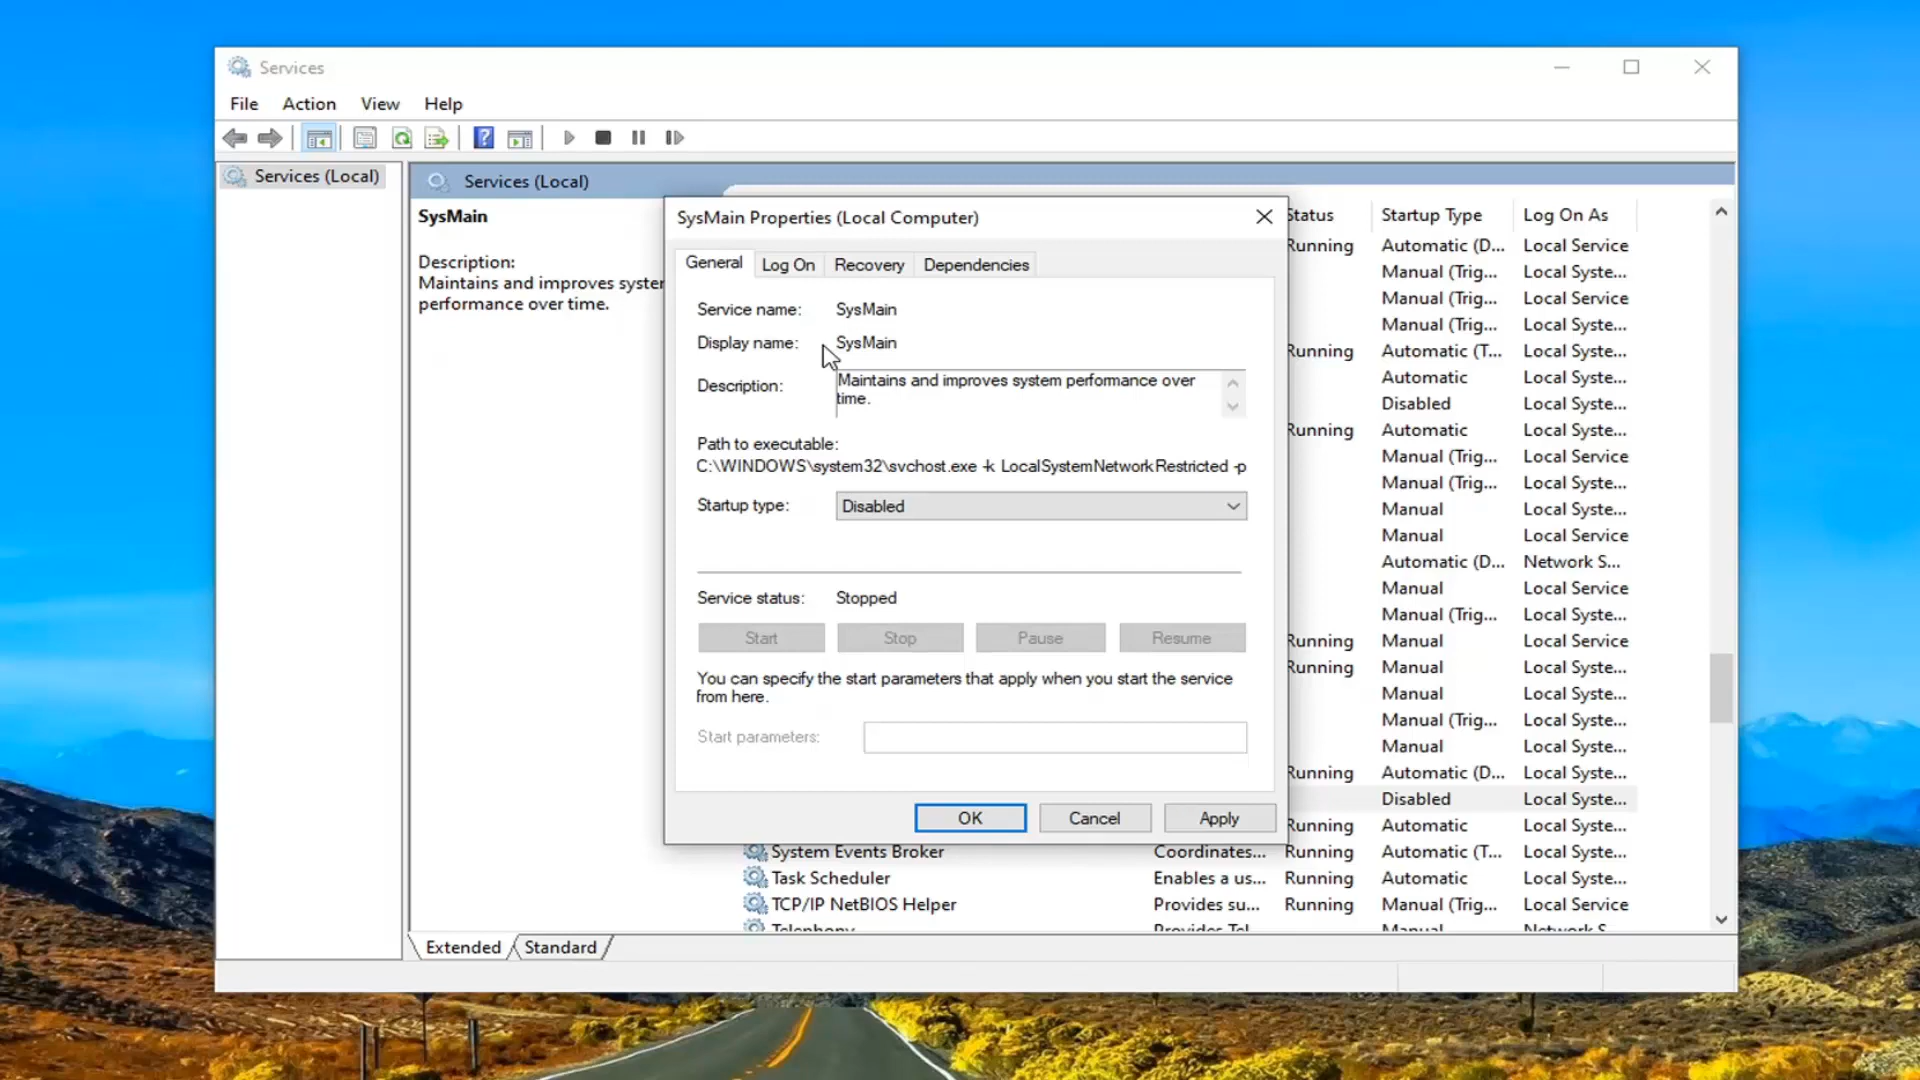 Services
File Action View Help
Services (Local)
Services (Local)
SysMain
Description:
Maintains and improves system
performance over time.
SysMain Properties (Local Computer)
General Log On Recovery Dependencies
Service name: SysMain
Display name: SysMain
Description: Maintains and improves system performance over
time.
Path to executable:
C:\WINDOWS\system32\svchost.exe -k LocalSystemNetworkRestricted -p
Startup type: Disabled
Service status: Stopped
Start Stop Pause Resume
You can specify the start parameters that apply when you start the service
from here.
Start parameters:
OK Cancel Apply
Status Startup Type Log On As
Running Automatic (D... Local Service
Manual (Trig... Local Syste...
Manual (Trig... Local Service
Manual (Trig... Local Syste...
Running Automatic (T... Local Syste...
Automatic Local Syste...
Disabled Local Syste...
Running Automatic Local Syste...
Manual (Trig... Local Syste...
Manual (Trig... Local Syste...
Manual Local Syste...
Manual Local Service
Automatic (D... Network S...
Manual Local Service
Manual (Trig... Local Syste...
Running Manual Local Service
Running Manual Local Syste...
Manual Local Syste...
Manual (Trig... Local Syste...
Manual Local Syste...
Running Automatic (D... Local Syste...
Disabled Local Syste...
Running Automatic Local Syste...
System Events Broker Coordinates... Running Automatic (T... Local Syste...
Task Scheduler Enables a us... Running Automatic Local Syste...
TCP/IP NetBIOS Helper Provides su... Running Manual (Trig... Local Service
Telephony Provides Tel... Manual Network S...
Extended Standard